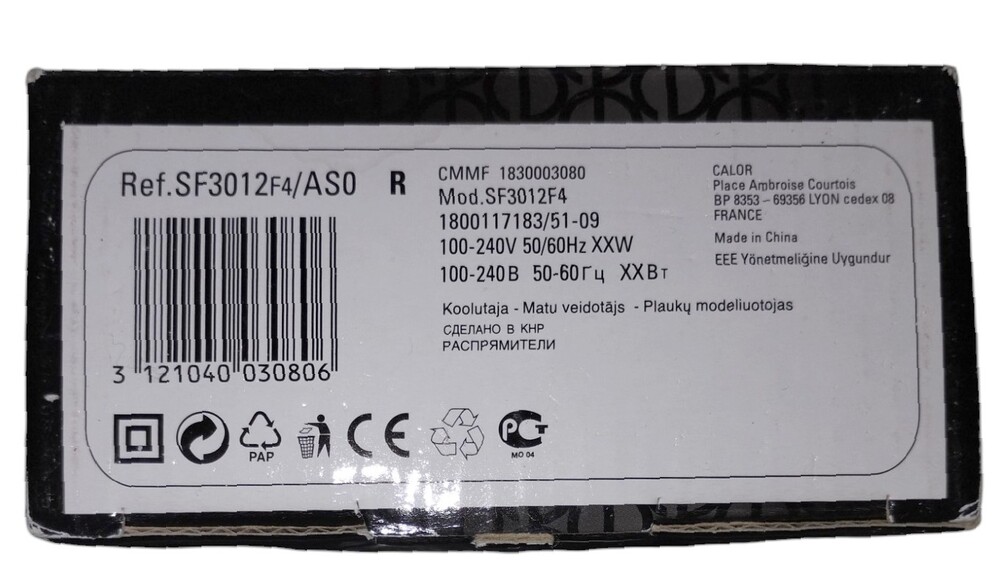 Ref.SF3012F4/AS0 R
3 121040 030806
PAP
CE
CMMF 1830003080
Mod.SF3012F4
1800117183/51-09
100-240V 50/60Hz XXW
100-240В 50-60Гц XXВт
Koolutaja - Matu veidotājs - Plaukų modeliuotojas
СДЕЛАНО В КНР
РАСПРЯМИТЕЛИ
РСТ
MO 04
CALOR
Place Ambroise Courtois
BP 8353 – 69356 LYON cedex 08
FRANCE
Made in China
EEE Yönetmeliğine Uygundur